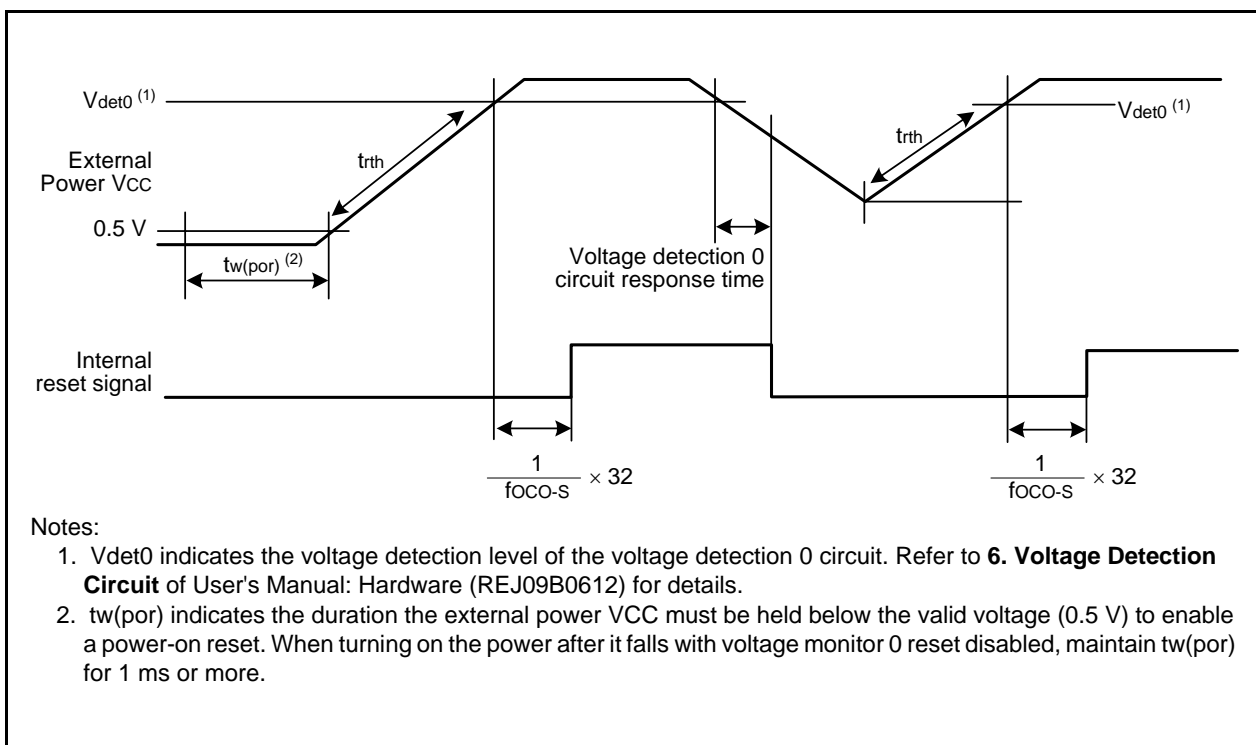 Vdet0 (1)
External
Power VCC
0.5 V
trth
tw(por) (2)
Voltage detection 0
circuit response time
trth
Vdet0 (1)
Internal
reset signal
1
fOCO-S
× 32
1
fOCO-S
× 32
Notes:
1. Vdet0 indicates the voltage detection level of the voltage detection 0 circuit. Refer to 6. Voltage Detection
Circuit of User's Manual: Hardware (REJ09B0612) for details.
2. tw(por) indicates the duration the external power VCC must be held below the valid voltage (0.5 V) to enable
a power-on reset. When turning on the power after it falls with voltage monitor 0 reset disabled, maintain tw(por)
for 1 ms or more.